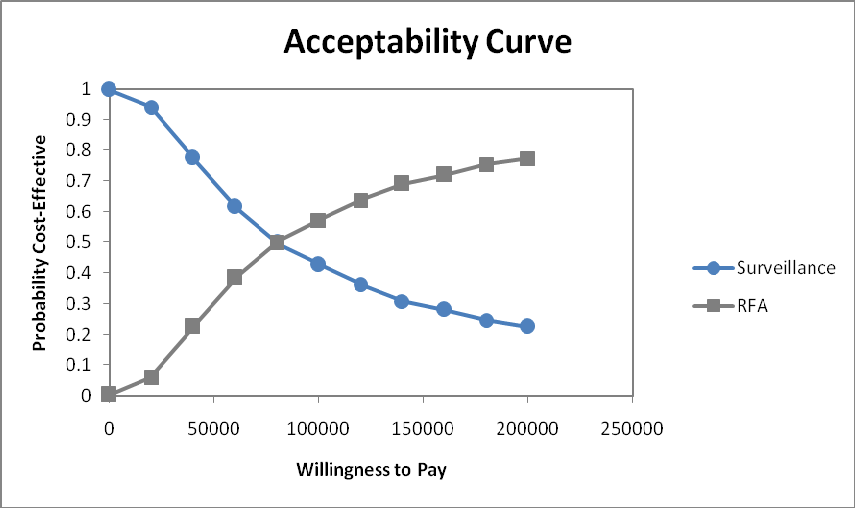 Acceptability Curve
Probability Cost-Effective
1
0.9
0.8
0.7
0.6
0.5
0.4
0.3
0.2
0.1
0
0 50000 100000 150000 200000 250000
Willingness to Pay
Surveillance
RFA